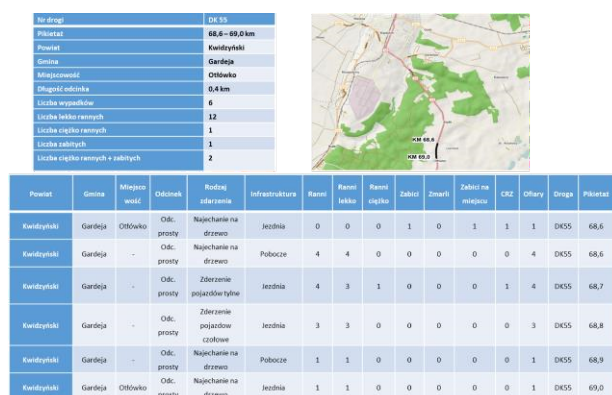 Nr drogi DK 55
Pikietaż 68,6 – 69,0 km
Powiat Kwidzyński
Gmina Gardeja
Miejscowość Otłówko
Długość odcinka 0,4 km
Liczba wypadków 6
Liczba lekko rannych 12
Liczba ciężko rannych 1
Liczba zabitych 1
Liczba ciężko rannych + zabitych 2
KM 68,6
KM 69,0
Powiat Gmina Miejsco wość Odcinek Rodzaj zdarzenia Infrastruktura Ranni Ranni lekko Ranni ciężko Zabici Zmarli Zabici na miejscu CRZ Ofiary Droga Pikietaż
Kwidzyński Gardeja Otłówko Odc. prosty Najechanie na drzewo Jezdnia 0 0 0 1 0 1 1 1 DK55 68,6
Kwidzyński Gardeja - Odc. prosty Najechanie na drzewo Pobocze 4 4 0 0 0 0 0 4 DK55 68,6
Kwidzyński Gardeja - Odc. prosty Zderzenie pojazdów tylne Jezdnia 4 3 1 0 0 0 1 4 DK55 68,7
Kwidzyński Gardeja - Odc. prosty Zderzenie pojazdow czołowe Jezdnia 3 3 0 0 0 0 0 3 DK55 68,8
Kwidzyński Gardeja - Odc. prosty Najechanie na drzewo Pobocze 1 1 0 0 0 0 0 1 DK55 68,9
Kwidzyński Gardeja Otłówko Odc. prosty Najechanie na drzewo Jezdnia 1 1 0 0 0 0 0 1 DK55 69,0